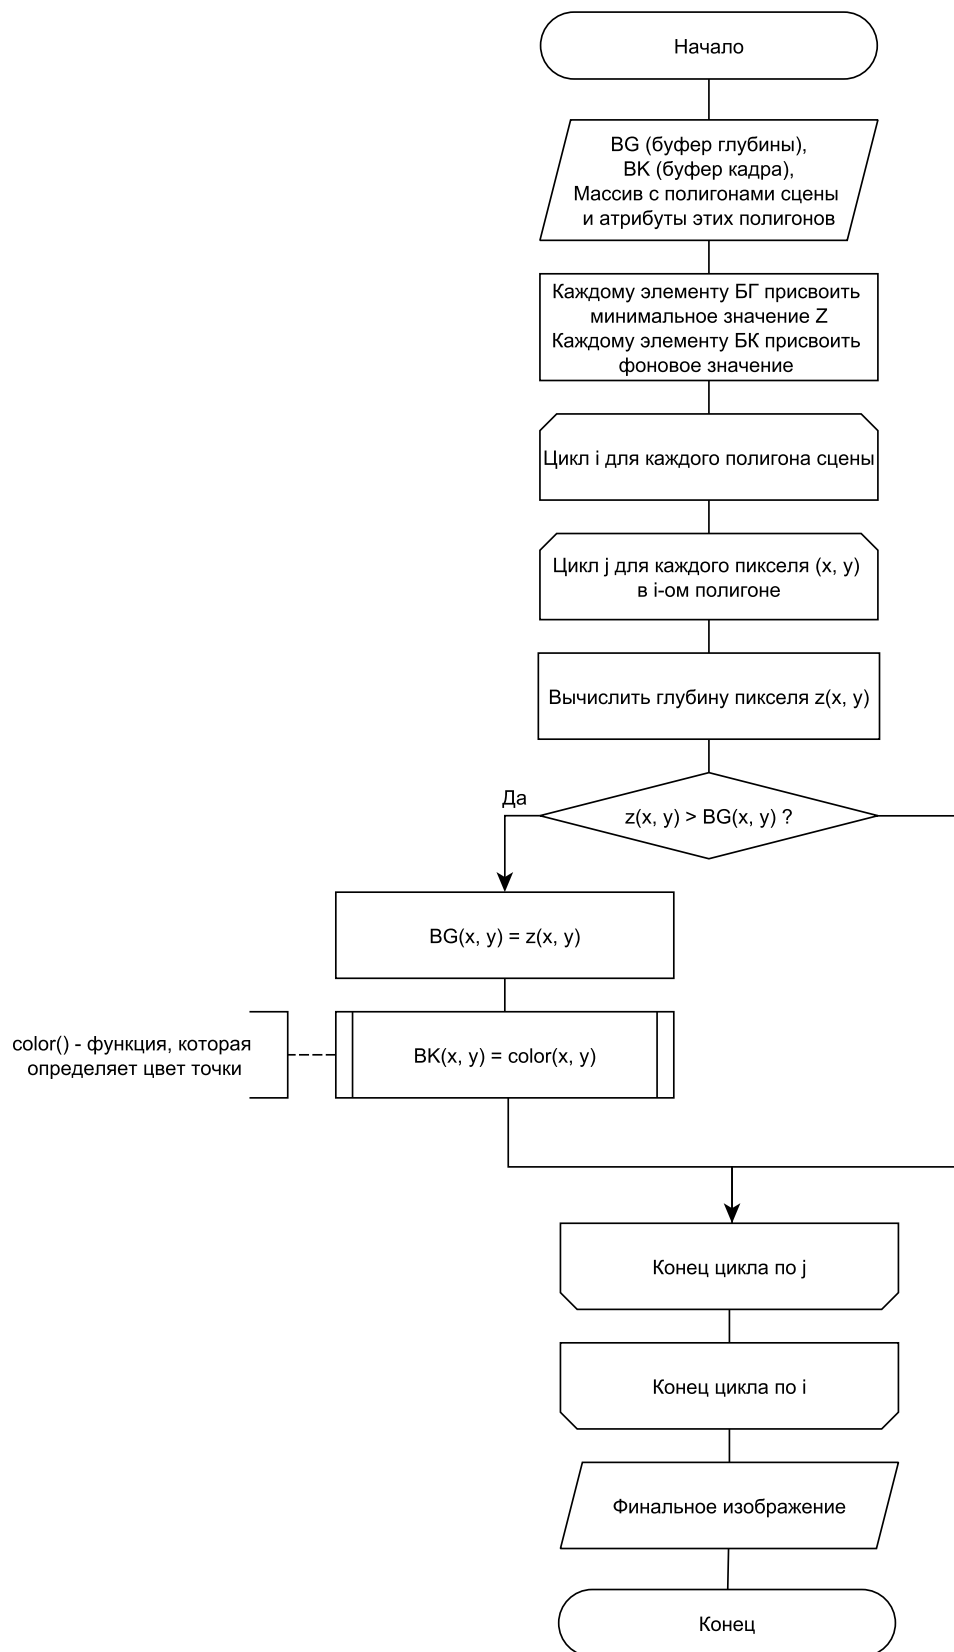 Начало
BG (буфер глубины),
BK (буфер кадра),
Массив с полигонами сцены
и атрибуты этих полигонов
Каждому элементу БГ присвоить
минимальное значение Z
Каждому элементу БК присвоить
фоновое значение
Цикл i для каждого полигона сцены
Цикл j для каждого пикселя (x, y)
в i-ом полигоне
Вычислить глубину пикселя z(x, y)
Да
z(x, y) > BG(x, y) ?
BG(x, y) = z(x, y)
color() - функция, которая
определяет цвет точки
BK(x, y) = color(x, y)
Конец цикла по j
Конец цикла по i
Финальное изображение
Конец